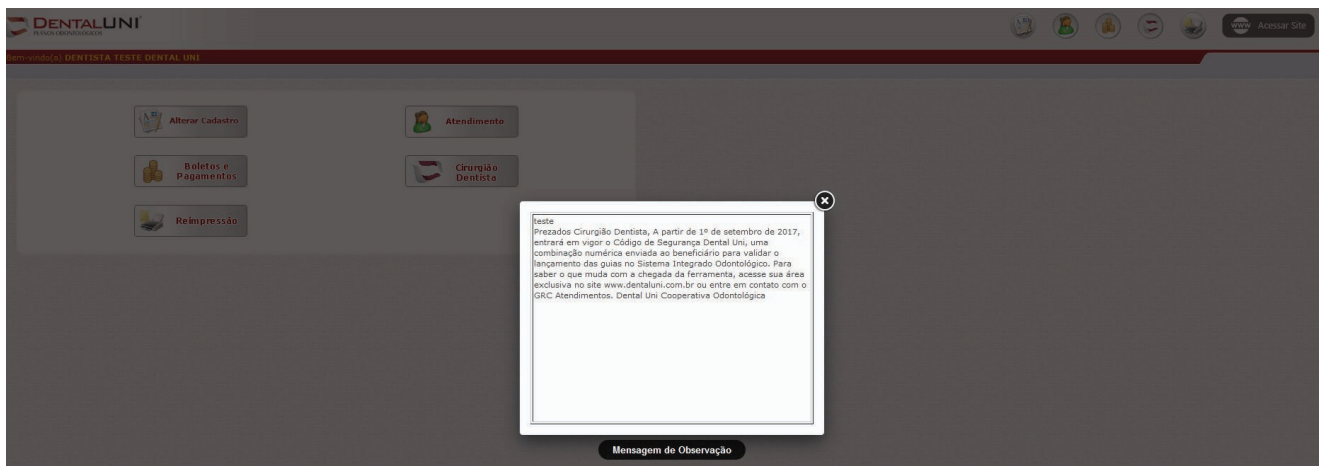 DENTALUNI
PLANOS ODONTOLÓGICOS
www Acessar Site
Bem-vindo(a) DENTISTA TESTE DENTAL UNI
Alterar Cadastro
Atendimento
Boletos e
Pagamentos
Cirurgião
Dentista
Reimpressão
teste
Prezados Cirurgião Dentista, A partir de 1º de setembro de 2017,
entrará em vigor o Código de Segurança Dental Uni, uma
combinação numérica enviada ao beneficiário para validar o
lançamento das guias no Sistema Integrado Odontológico. Para
saber o que muda com a chegada da ferramenta, acesse sua área
exclusiva no site www.dentaluni.com.br ou entre em contato com o
GRC Atendimentos. Dental Uni Cooperativa Odontológica
Mensagem de Observação